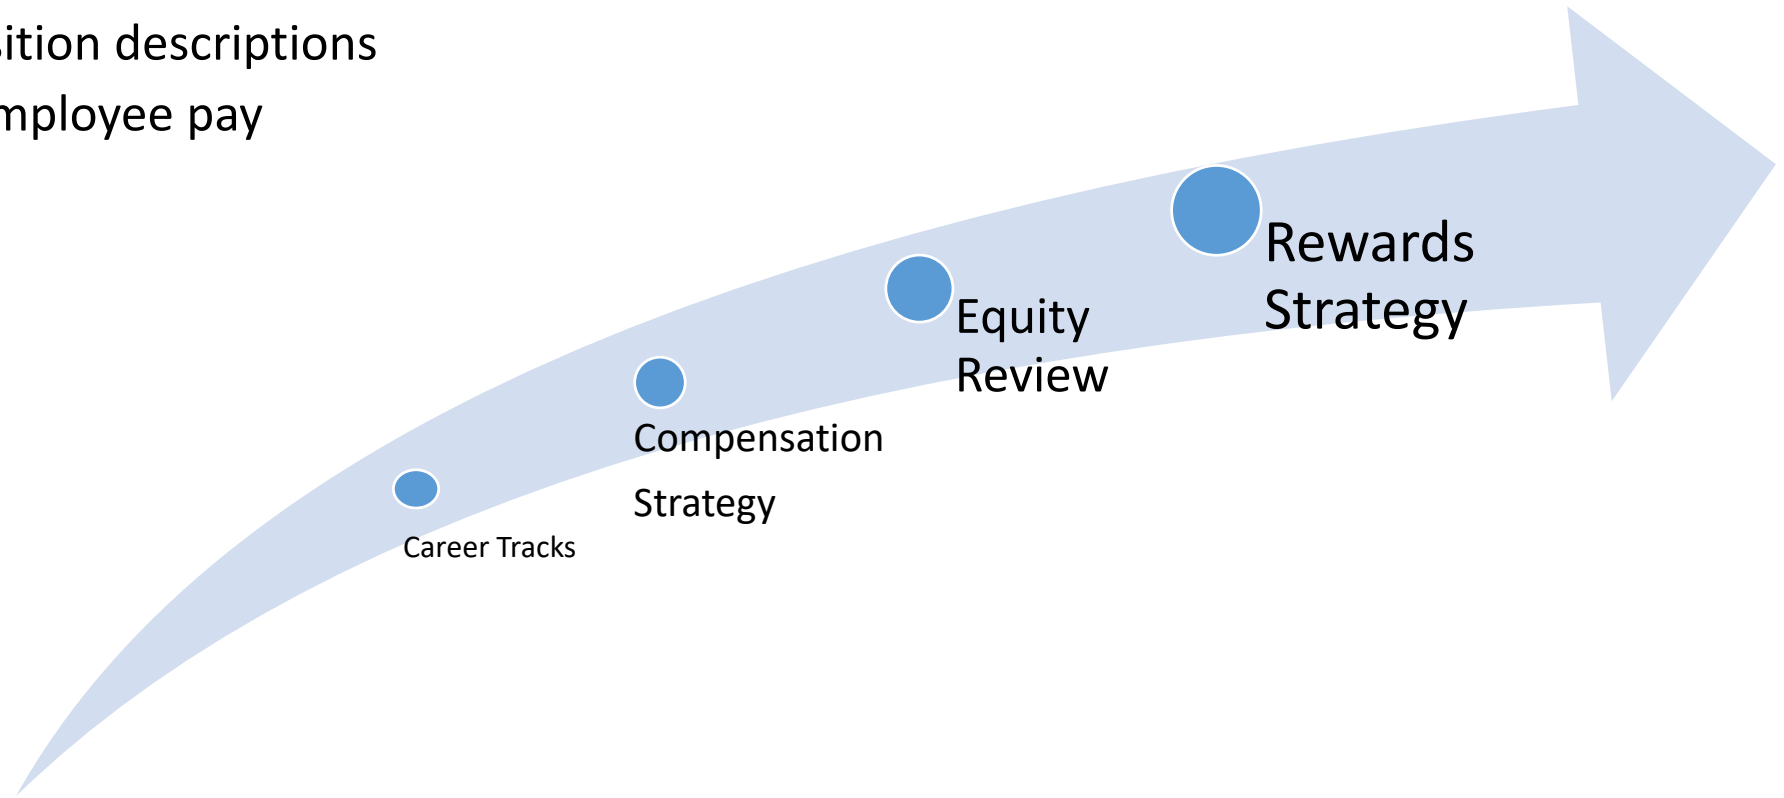 sition descriptions
mployee pay
Rewards
Strategy
Equity
Review
Compensation
Strategy
Career Tracks